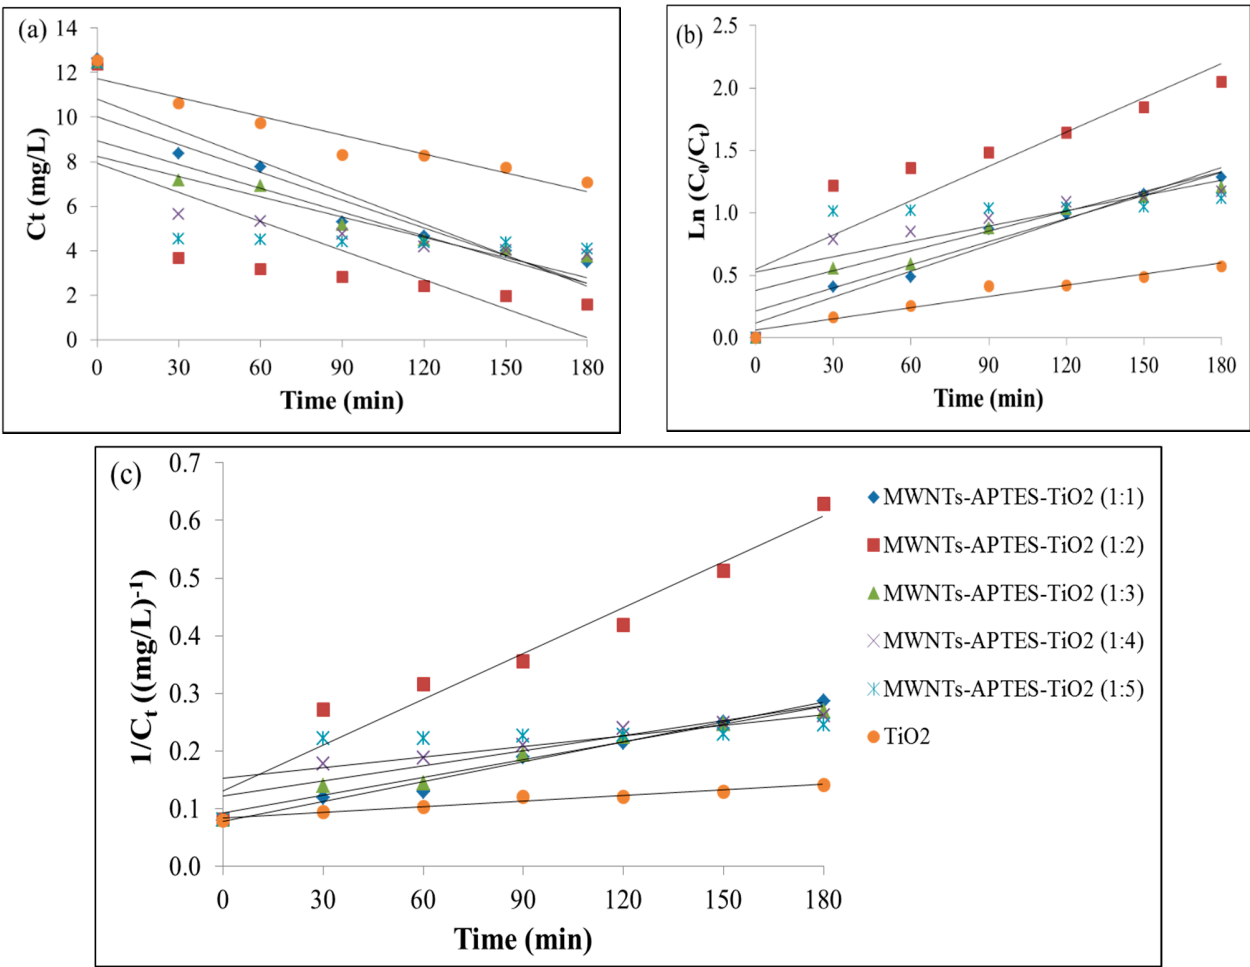 (a)
14
12
10
8
6
4
2
0
Ct (mg/L)
0 30 60 90 120 150 180
Time (min)
(b)
2.5
2.0
1.5
1.0
0.5
0.0
Ln (C₀/Cₜ)
0 30 60 90 120 150 180
Time (min)
(c)
0.7
0.6
0.5
0.4
0.3
0.2
0.1
0.0
1/Cₜ ((mg/L)⁻¹
0 30 60 90 120 150 180
Time (min)
MWNTs-APTES-TiO2 (1:1)
MWNTs-APTES-TiO2 (1:2)
MWNTs-APTES-TiO2 (1:3)
MWNTs-APTES-TiO2 (1:4)
MWNTs-APTES-TiO2 (1:5)
TiO2